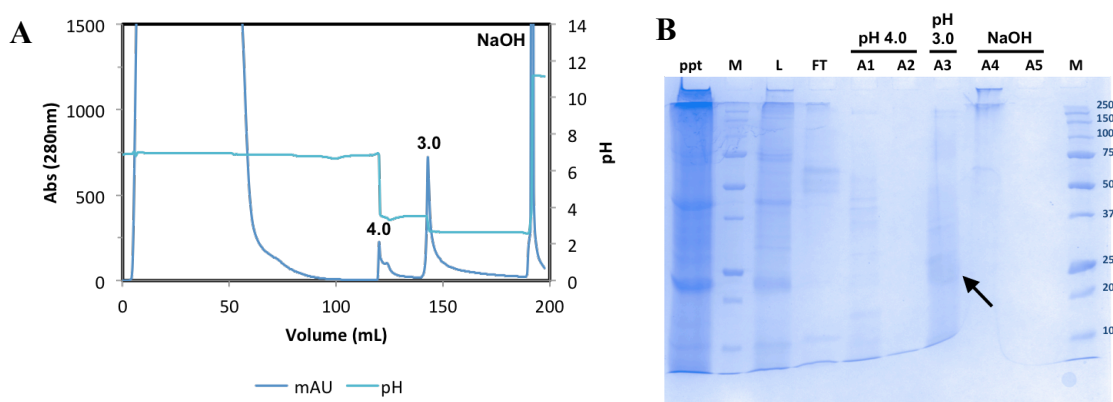 A
1500
1000
500
0
Abs (280nm)
14
12
10
8
6
4
2
0
pH
NaOH
4.0
3.0
0
50
100
150
200
Volume (mL)
mAU
pH
B
pH 4.0
pH
3.0
NaOH
ppt
M
L
FT
A1
A2
A3
A4
A5
M
250
150
100
75
50
37
25
20
10